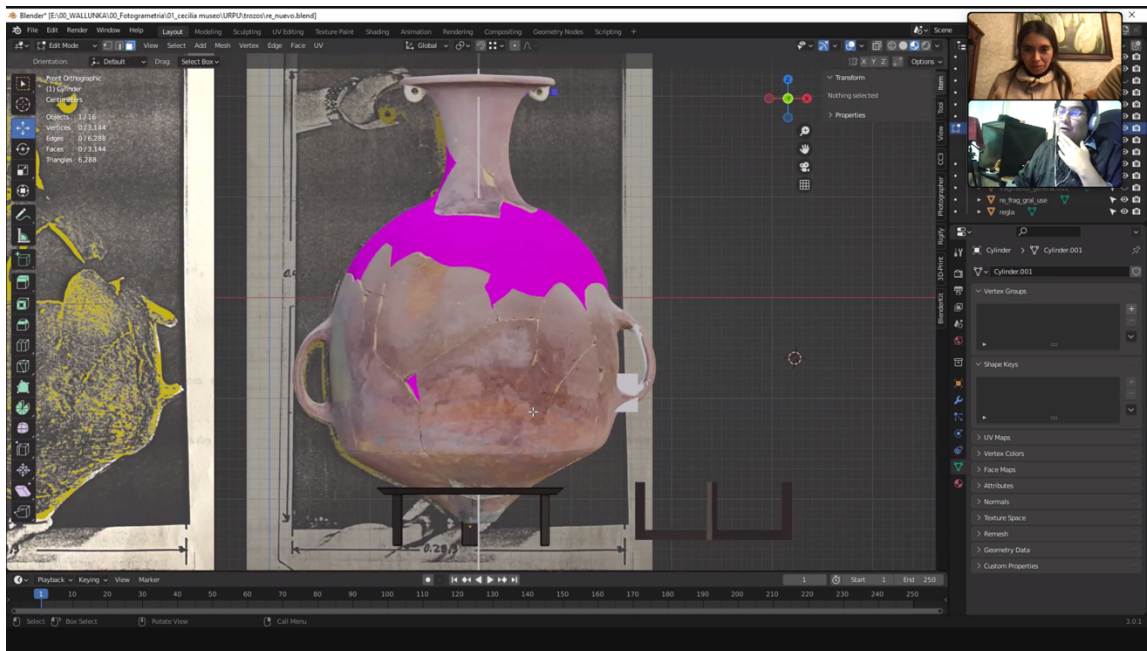 Blender* [E:\00_WALLUNKA\00_Fotogrametria\01_cecilia museo\URPU\trozos\re_nuevo.blend]
File Edit Render Window Help Layout Modeling Sculpting UV Editing Texture Paint Shading Animation Rendering Compositing Geometry Nodes Scripting + Scene
Edit Mode View Select Add Mesh Vertex Edge Face UV Global
Orientation: Default Drag: Select Box X Y Z Options
Front Orthographic
(1) Cylinder
Centimeters
Objects 1/16
Vertices 0/3,144
Edges 0/6,288
Faces 0/3,144
Triangles 6,288
Transform
Nothing selected
Properties
Item
Tool
View
CC3
Photographer
Rigify
3D-Print
BlenderKit
re_frag_gral_use
regla
Cylinder > Cylinder.001
Cylinder.001
Vertex Groups
Shape Keys
UV Maps
Vertex Colors
Face Maps
Attributes
Normals
Texture Space
Remesh
Geometry Data
Custom Properties
Playback Keying View Marker 1 Start 1 End 250
1 10 20 30 40 50 60 70 80 90 100 110 120 130 140 150 160 170 180 190 200 210 220 230 240 250
Select Box Select Rotate View Call Menu 3.0.1